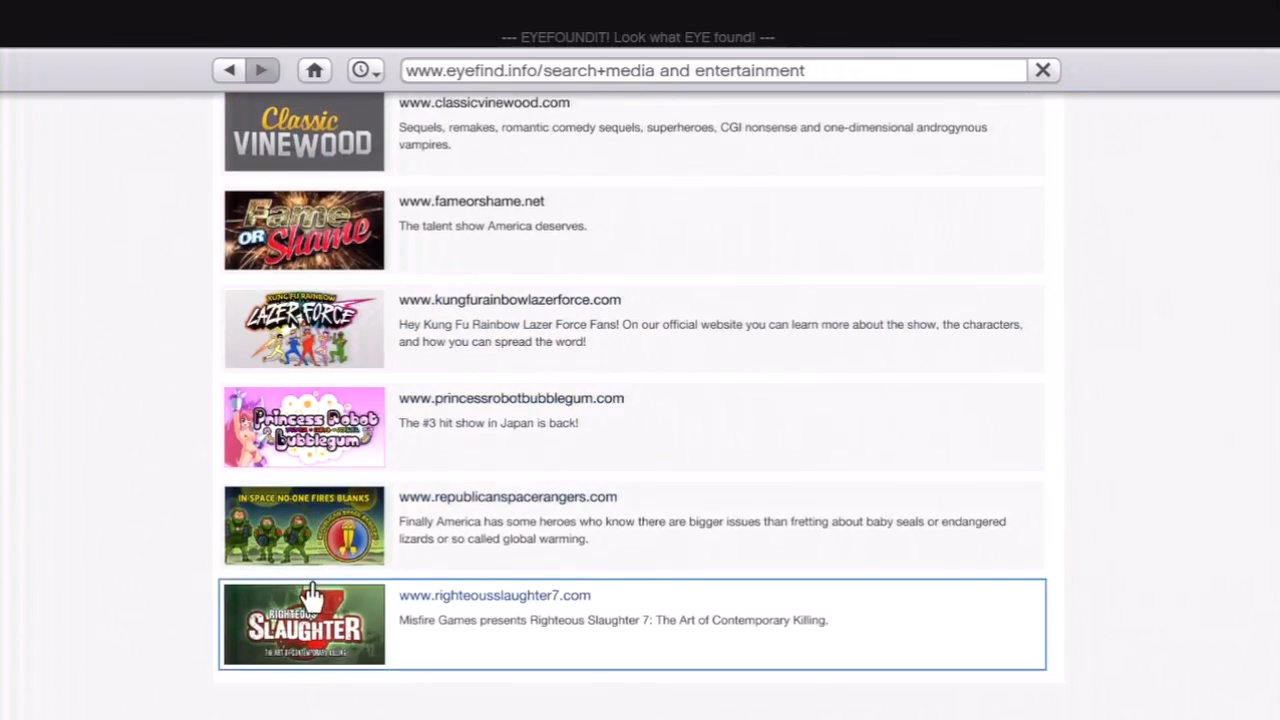 --- EYEFOUNDIT! Look what EYE found! ---
www.eyefind.info/search+media and entertainment
Classic
VINEWOOD
www.classicvinewood.com
Sequels, remakes, romantic comedy sequels, superheroes, CGI nonsense and one-dimensional androgynous
vampires.
Fame
OR
Shame
www.fameorshame.net
The talent show America deserves.
KUNG FU RAINBOW
LAZER FORCE
www.kungfurainbowlazerforce.com
Hey Kung Fu Rainbow Lazer Force Fans! On our official website you can learn more about the show, the characters,
and how you can spread the word!
Princess Robot
Bubblegum
www.princessrobotbubblegum.com
The #3 hit show in Japan is back!
IN SPACE NO-ONE FIRES BLANKS
www.republicanspacerangers.com
Finally America has some heroes who know there are bigger issues than fretting about baby seals or endangered
lizards or so called global warming.
RIGHTEOUS
SLAUGHTER
7
THE ART OF CONTEMPORARY KILLING
www.righteousslaughter7.com
Misfire Games presents Righteous Slaughter 7: The Art of Contemporary Killing.